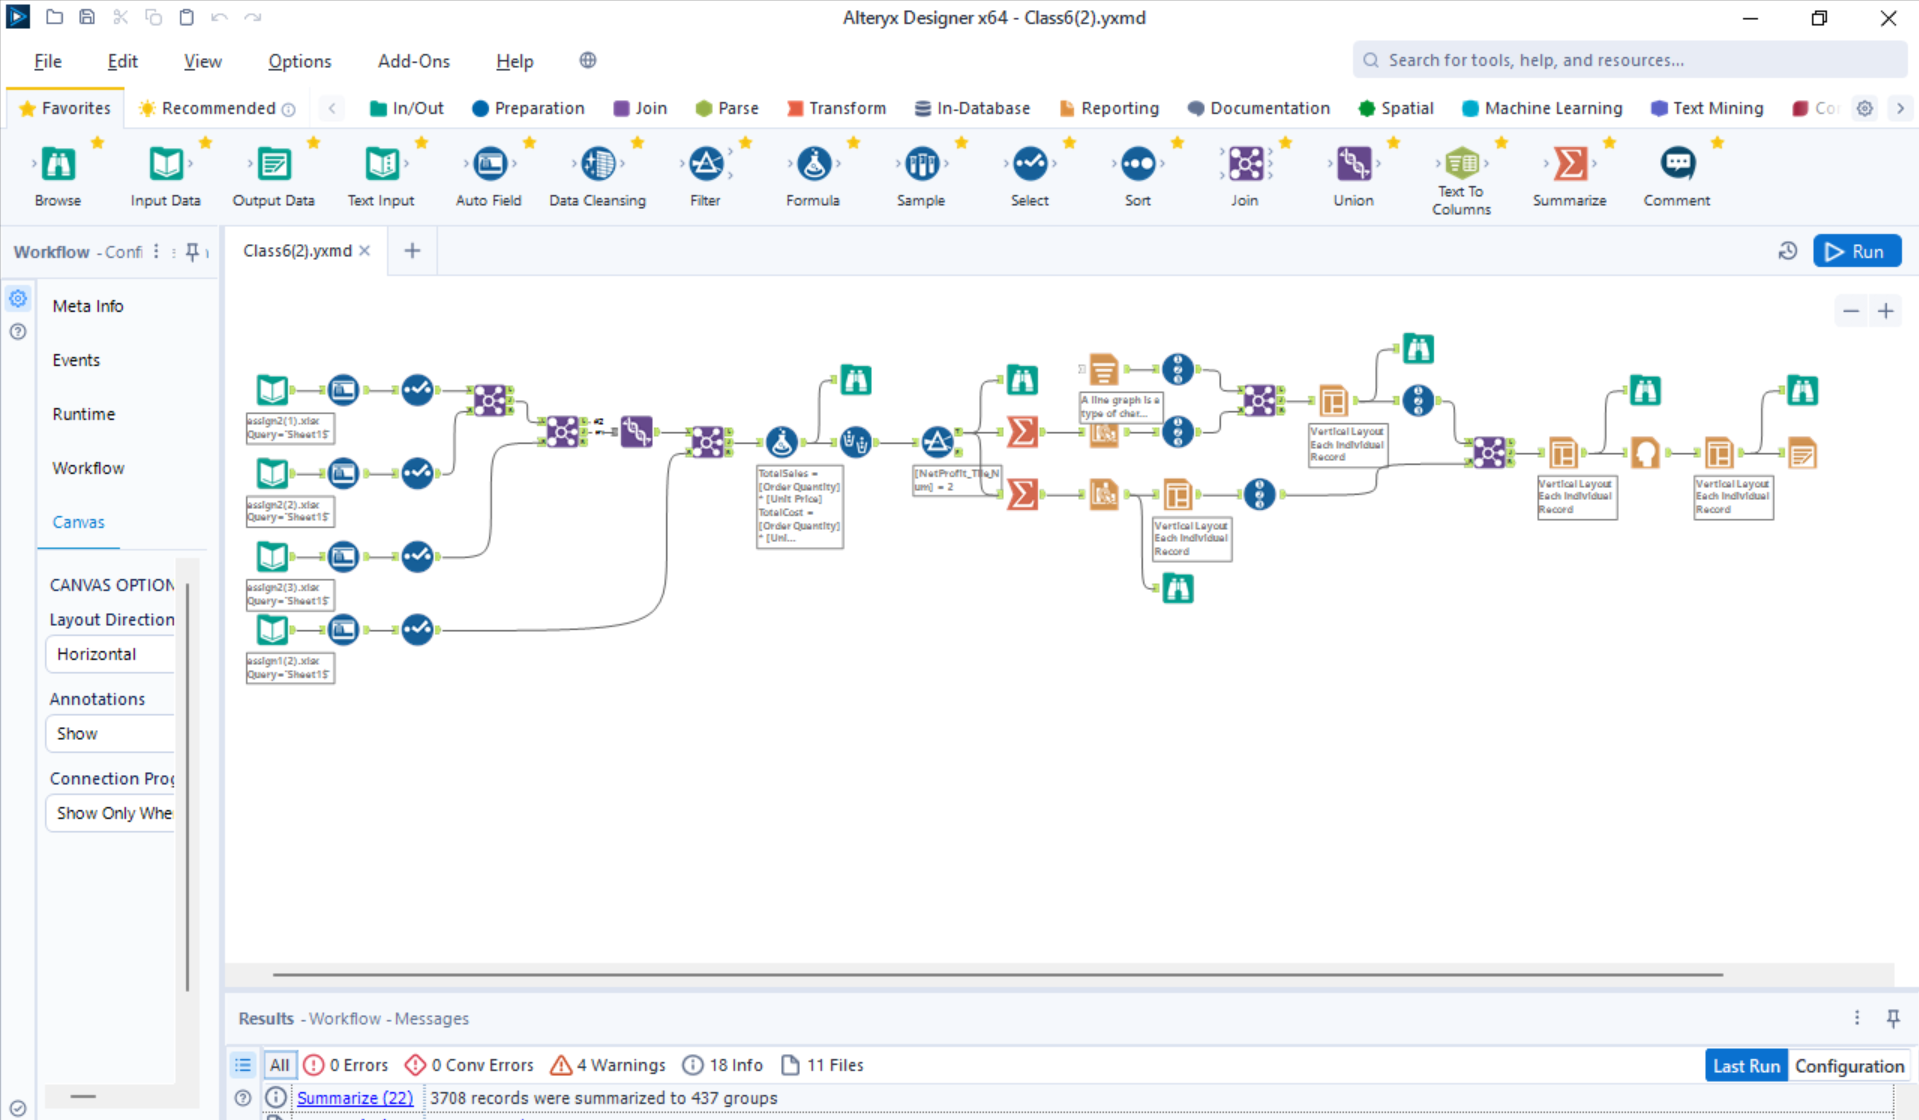 Alteryx Designer x64 - Class6(2).yxmd
File Edit View Options Add-Ons Help
Search for tools, help, and resources...
Favorites Recommended In/Out Preparation Join Parse Transform In-Database Reporting Documentation Spatial Machine Learning Text Mining Co
Browse Input Data Output Data Text Input Auto Field Data Cleansing Filter Formula Sample Select Sort Join Union Text To Columns Summarize Comment
Workflow - Confi
Class6(2).yxmd
Run
Meta Info
Events
Runtime
Workflow
Canvas
CANVAS OPTION
Layout Direction
Horizontal
Annotations
Show
Connection Prog
Show Only Whe
assign2(1).xlsx
Query=`Sheet1$`
assign2(2).xlsx
Query=`Sheet1$`
assign2(3).xlsx
Query=`Sheet1$`
assign1(2).xlsx
Query=`Sheet1$`
#2
#1
TotalSales =
[Order Quantity]
* [Unit Price]
TotalCost =
[Order Quantity]
* [Uni...
[NetProfit_Tile_N
um] = 2
A line graph is a
type of char...
Vertical Layout
Each Individual
Record
Vertical Layout
Each Individual
Record
Vertical Layout
Each Individual
Record
Vertical Layout
Each Individual
Record
Results - Workflow - Messages
All 0 Errors 0 Conv Errors 4 Warnings 18 Info 11 Files
Last Run Configuration
Summarize (22) 3708 records were summarized to 437 groups